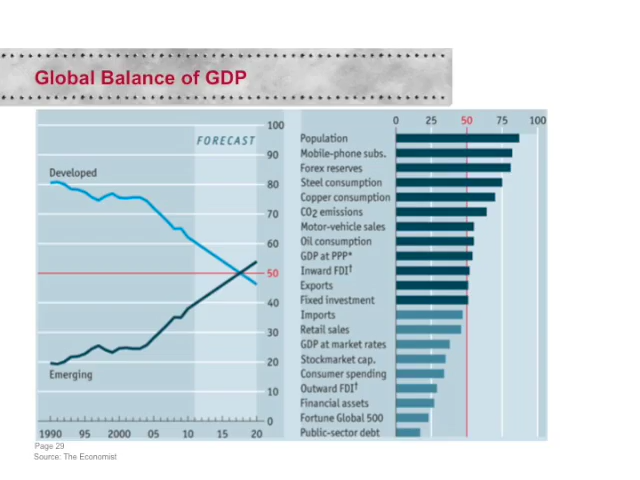 Global Balance of GDP
FORECAST
Developed
Emerging
100
90
80
70
60
50
40
30
20
10
0
1990 95 2000 05 10 15 20
0 25 50 75 100
Population
Mobile-phone subs.
Forex reserves
Steel consumption
Copper consumption
CO2 emissions
Motor-vehicle sales
Oil consumption
GDP at PPP*
Inward FDI†
Exports
Fixed investment
Imports
Retail sales
GDP at market rates
Stockmarket cap.
Consumer spending
Outward FDI†
Financial assets
Fortune Global 500
Public-sector debt
Page 29
Source: The Economist